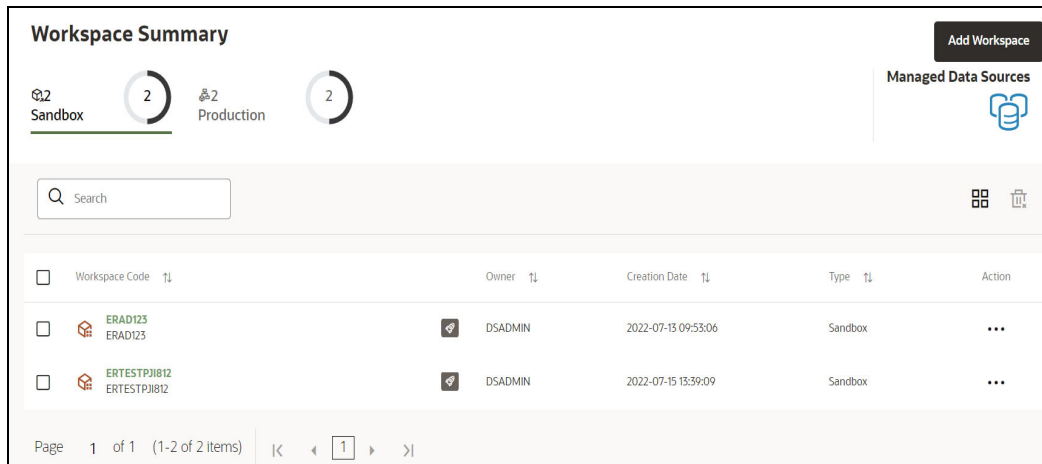 Workspace Summary
Add Workspace
2
Sandbox
2
2
Production
2
Managed Data Sources
Search
Workspace Code Owner Creation Date Type Action
ERAD123
ERAD123
DSADMIN 2022-07-13 09:53:06 Sandbox ...
ERTESTPJI812
ERTESTPJI812
DSADMIN 2022-07-15 13:39:09 Sandbox ...
Page 1 of 1 (1-2 of 2 items) 1